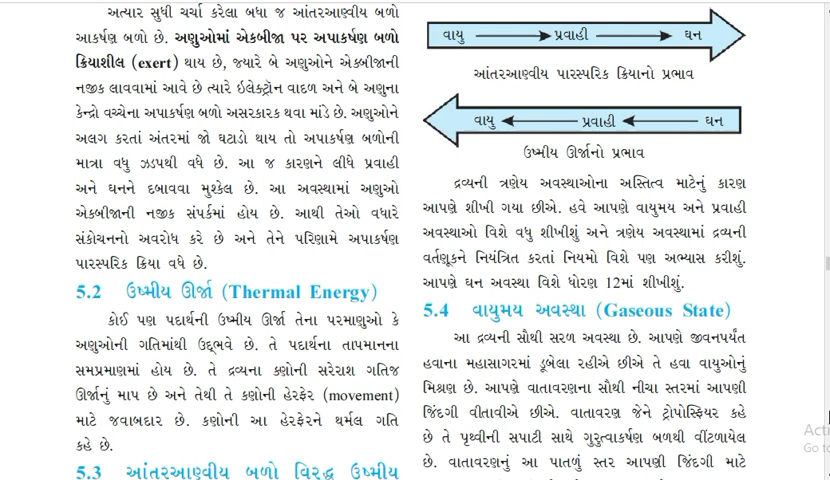 અત્યાર સુધી ચર્ચા કરેલા બધા જ આંતરઆણ્વીય બળો
આકર્ષણ બળો છે. અણુઓમાં એકબીજા પર અપાકર્ષણ બળો
ક્રિયાશીલ (exert) થાય છે, જ્યારે બે અણુઓને એકબીજાની
નજીક લાવવામાં આવે છે ત્યારે ઇલેક્ટ્રૉન વાદળ અને બે અણુના
કેન્દ્રો વચ્ચેના અપાકર્ષણ બળો અસરકારક થવા માંડે છે. અણુઓને
અલગ કરતાં અંતરમાં જો ઘટાડો થાય તો અપાકર્ષણ બળોની
માત્રા વધુ ઝડપથી વધે છે. આ જ કારણને લીધે પ્રવાહી
અને ઘનને દબાવવા મુશ્કેલ છે. આ અવસ્થામાં અણુઓ
એકબીજાની નજીક સંપર્કમાં હોય છે. આથી તેઓ વધારે
સંકોચનનો અવરોધ કરે છે અને તેને પરિણામે અપાકર્ષણ
પારસ્પરિક ક્રિયા વધે છે.
5.2 ઉષ્મીય ઊર્જા (Thermal Energy)
કોઈ પણ પદાર્થની ઉષ્મીય ઊર્જા તેના પરમાણુઓ કે
અણુઓની ગતિમાંથી ઉદ્ભવે છે. તે પદાર્થના તાપમાનના
સમપ્રમાણમાં હોય છે. તે દ્રવ્યના કણોની સરેરાશ ગતિજ
ઊર્જાનું માપ છે અને તેથી તે કણોની હેરફેર (movement)
માટે જવાબદાર છે. કણોની આ હેરફેરને થર્મલ ગતિ
કહે છે.
5.3 આંતરઆણ્વીય બળો વિરુદ્ધ ઉષ્મીય
વાયુ પ્રવાહી ઘન
આંતરઆણ્વીય પારસ્પરિક ક્રિયાનો પ્રભાવ
વાયુ પ્રવાહી ઘન
ઉષ્મીય ઊર્જાનો પ્રભાવ
દ્રવ્યની ત્રણેય અવસ્થાઓના અસ્તિત્વ માટેનું કારણ
આપણે શીખી ગયા છીએ. હવે આપણે વાયુમય અને પ્રવાહી
અવસ્થાઓ વિશે વધુ શીખીશું અને ત્રણેય અવસ્થામાં દ્રવ્યની
વર્તણૂકને નિયંત્રિત કરતાં નિયમો વિશે પણ અભ્યાસ કરીશું.
આપણે ઘન અવસ્થા વિશે ધોરણ 12માં શીખીશું.
5.4 વાયુમય અવસ્થા (Gaseous State)
આ દ્રવ્યની સૌથી સરળ અવસ્થા છે. આપણે જીવનપર્યંત
હવાના મહાસાગરમાં ડૂબેલા રહીએ છીએ તે હવા વાયુઓનું
મિશ્રણ છે. આપણે વાતાવરણના સૌથી નીચા સ્તરમાં આપણી
જિંદગી વીતાવીએ છીએ. વાતાવરણ જેને ટ્રોપોસ્ફિયર કહે
છે તે પૃથ્વીની સપાટી સાથે ગુરુત્વાકર્ષણ બળથી વીંટળાયેલ
છે. વાતાવરણનું આ પાતળું સ્તર આપણી જિંદગી માટે
Acti
Go to